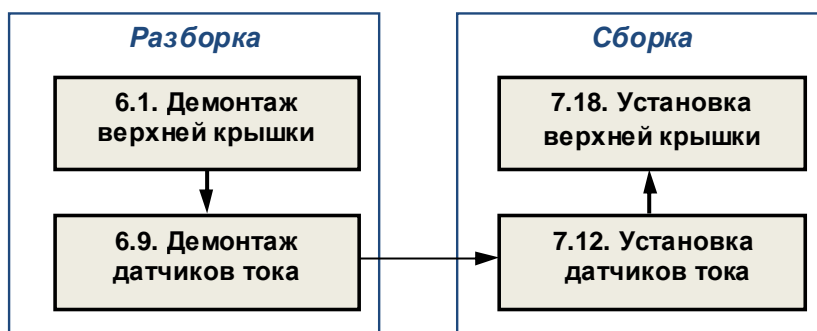 Разборка
6.1. Демонтаж
верхней крышки
6.9. Демонтаж
датчиков тока
Сборка
7.18. Установка
верхней крышки
7.12. Установка
датчиков тока